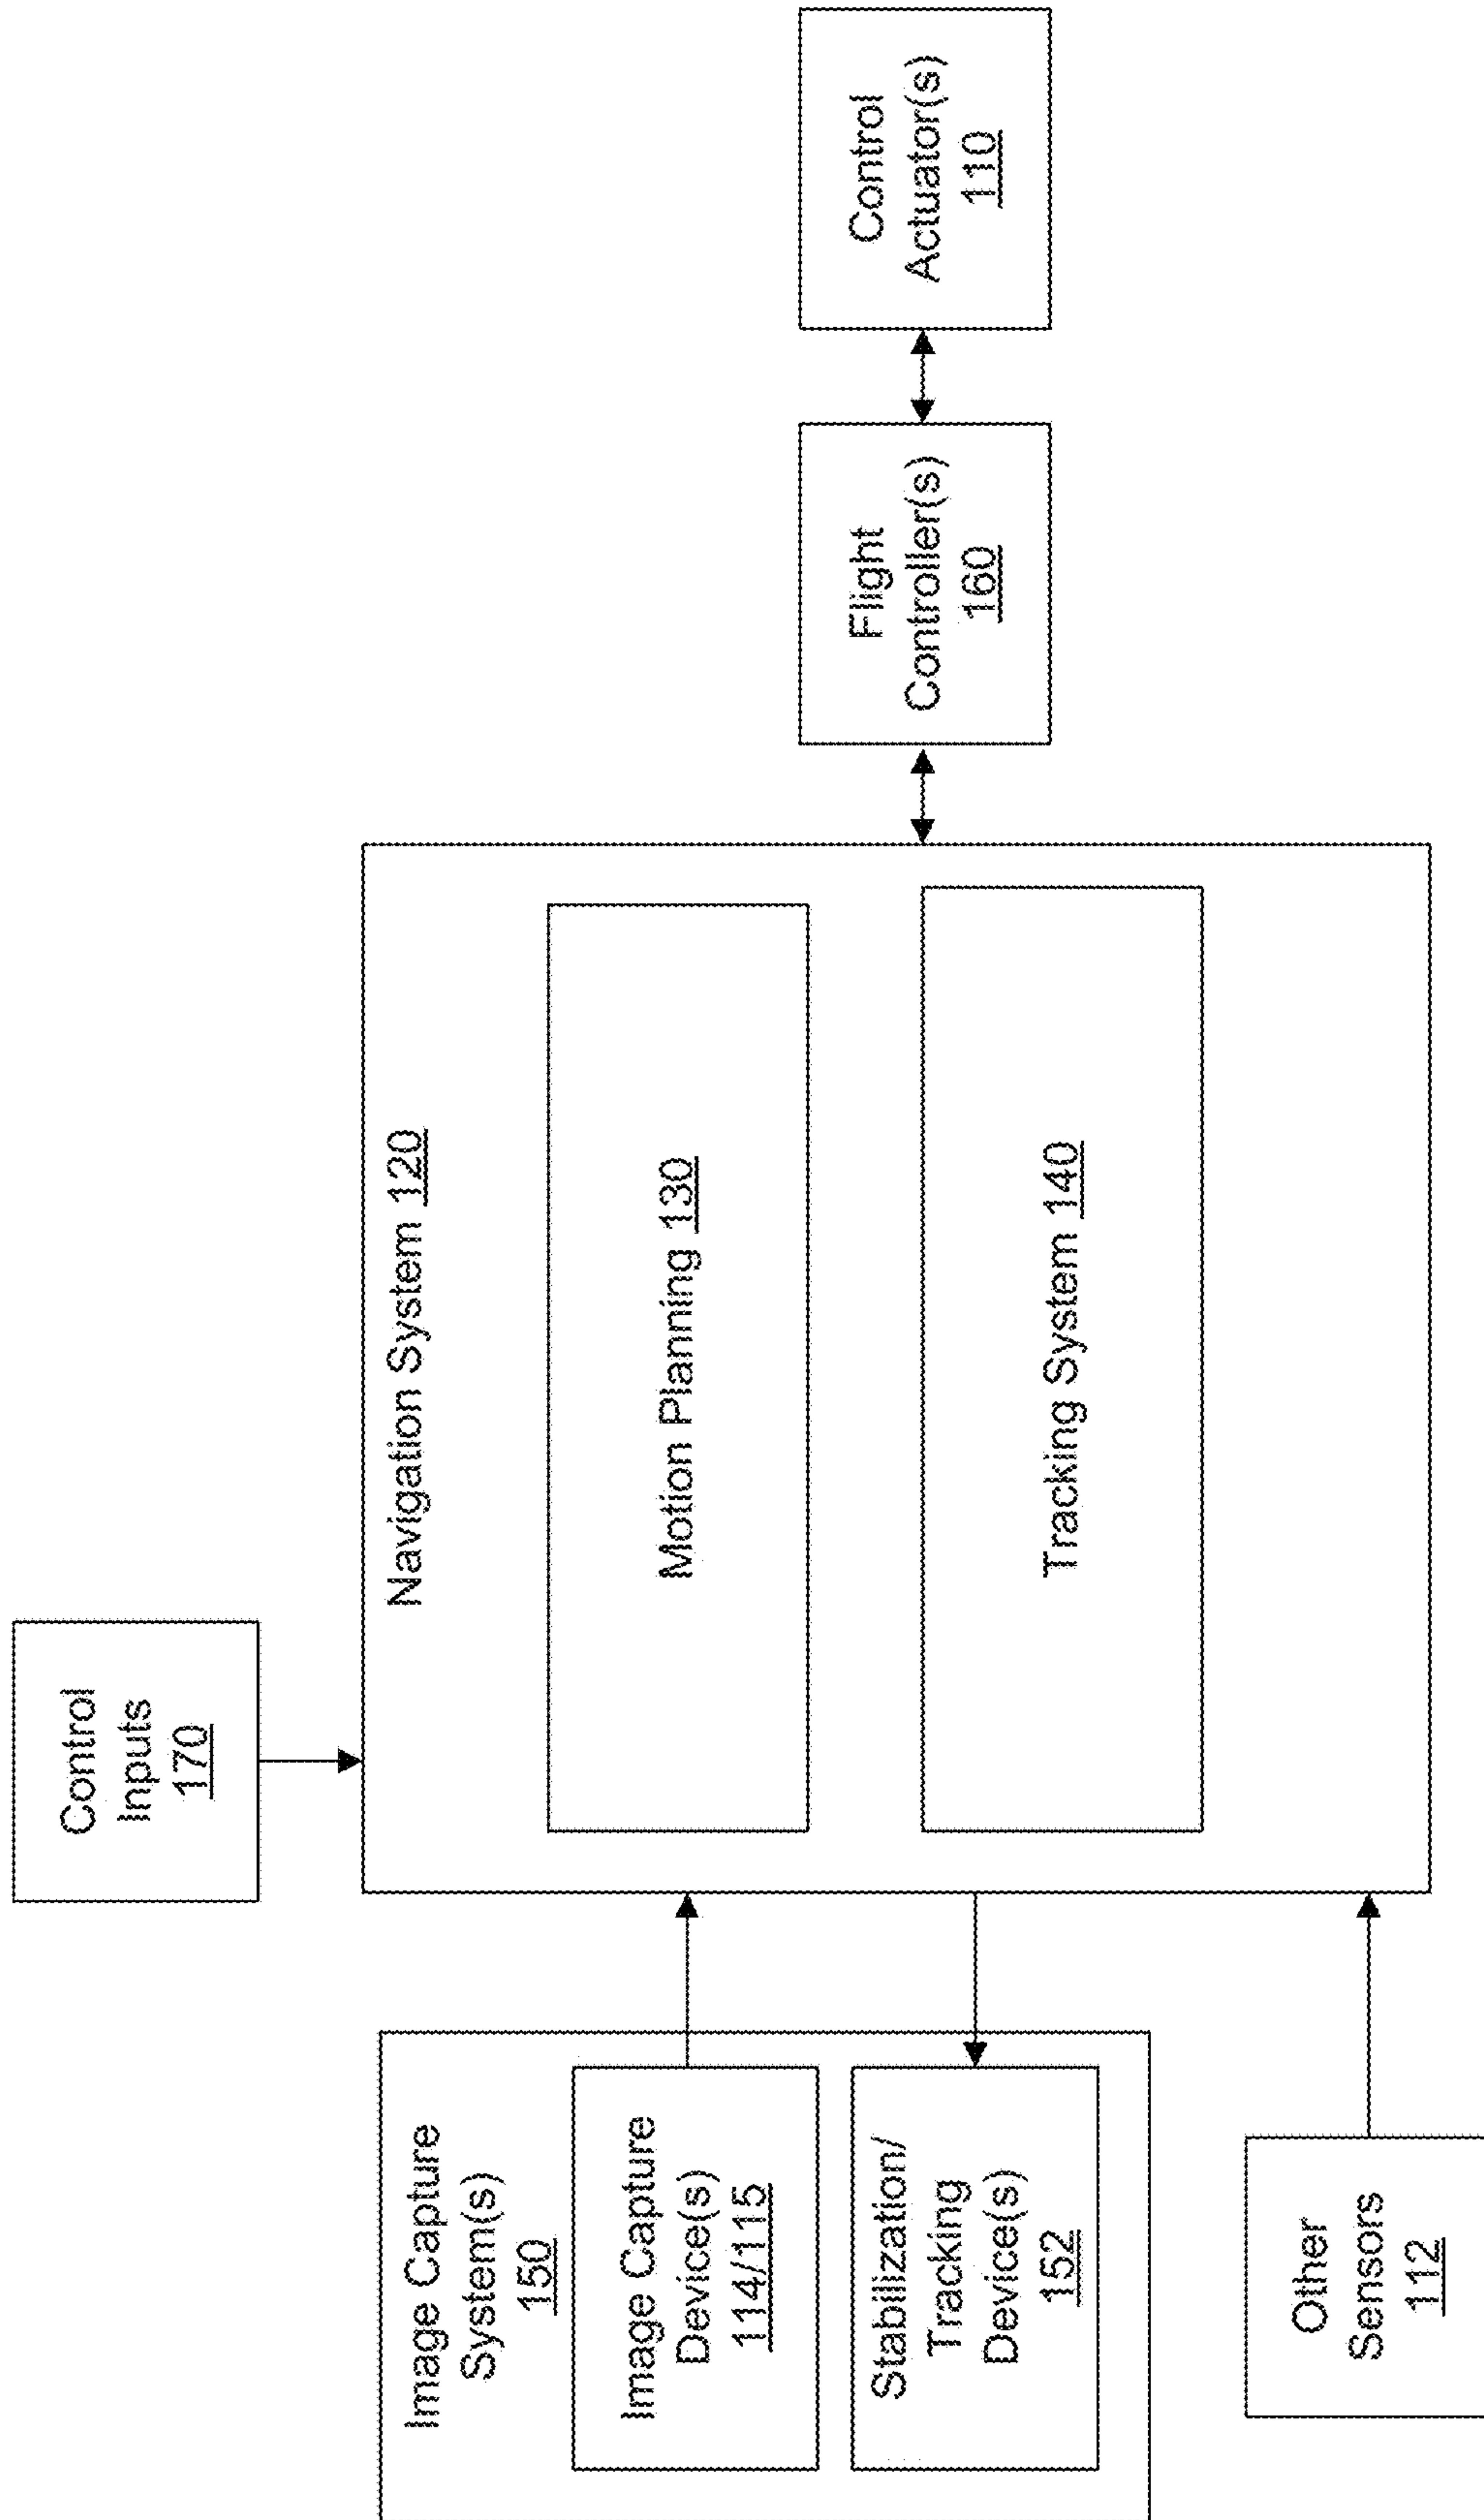 Control
Inputs
170
Image Capture
System(s)
150
Image Capture
Device(s)
114/115
Stabilization/
Tracking
Device(s)
152
Other
Sensors
112
Navigation System 120
Motion Planning 130
Tracking System 140
Flight
Controller(s)
160
Control
Actuator(s)
110